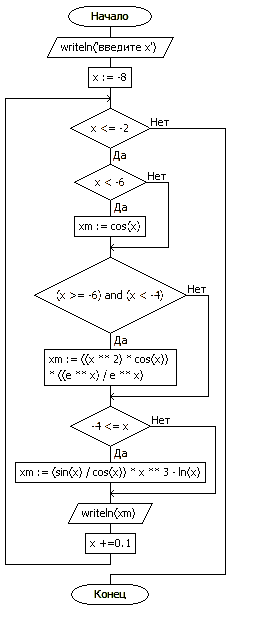 Начало
writeln('введите x')
x := -8
x <= -2
Нет
Да
x < -6
Нет
Да
xm := cos(x)
(x >= -6) and (x < -4)
Нет
Да
xm := ((x ** 2) * cos(x))
* ((e ** x) / e ** x)
-4 <= x
Нет
Да
xm := (sin(x) / cos(x)) * x ** 3 - ln(x)
writeln(xm)
x +=0.1
Конец